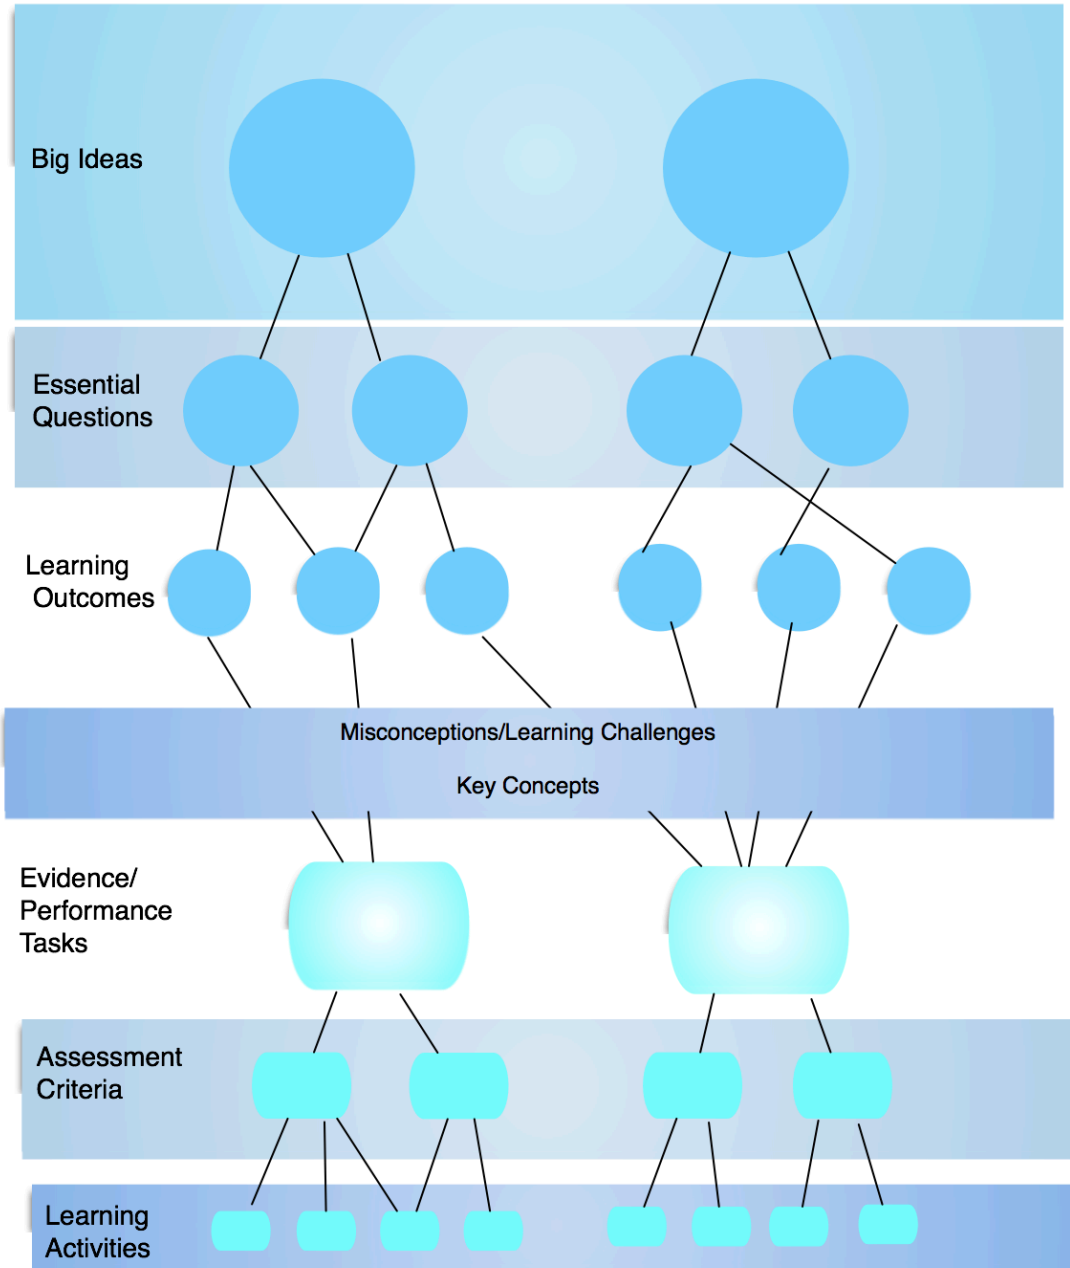 Big Ideas
Essential
Questions
Learning
Outcomes
Misconceptions/Learning Challenges
Key Concepts
Evidence/
Performance
Tasks
Assessment
Criteria
Learning
Activities